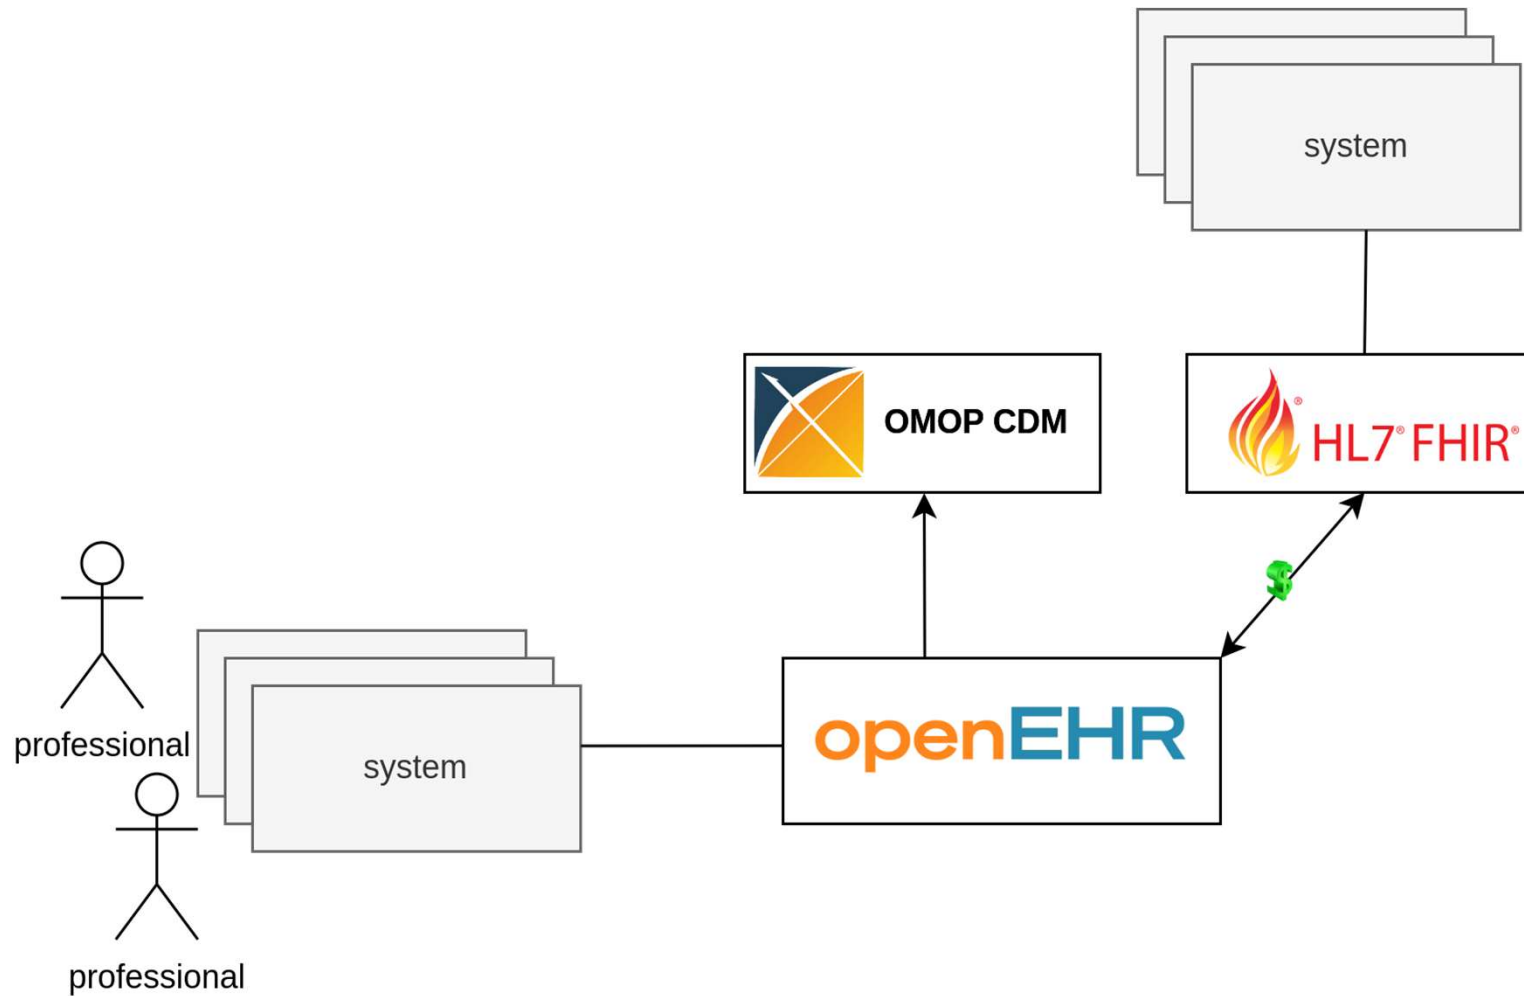 system
OMOP CDM
HL7® FHIR®
®
professional
system
openEHR
$
professional